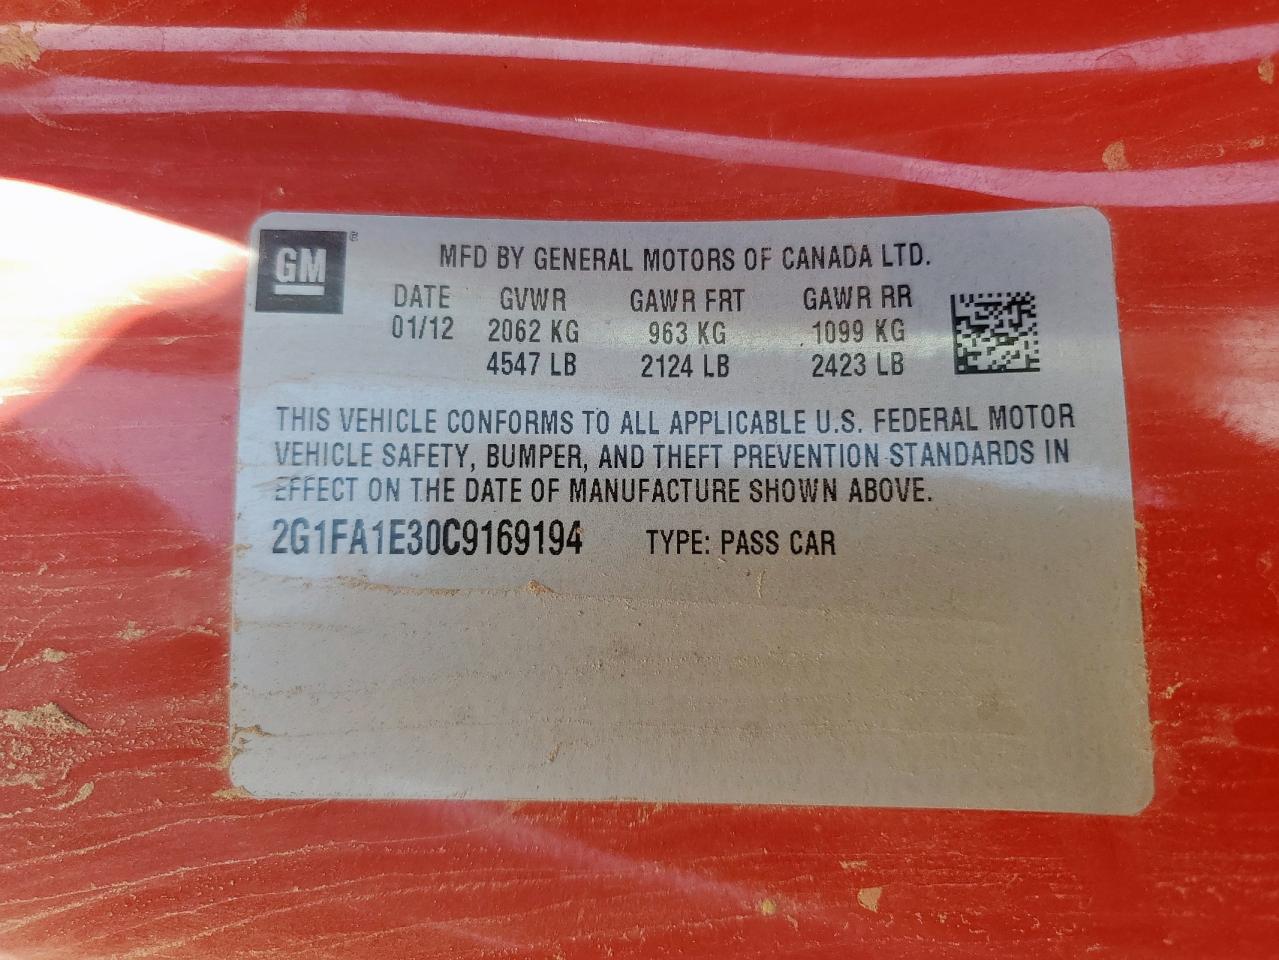 GM ®
MFD BY GENERAL MOTORS OF CANADA LTD.
DATE GVWR GAWR FRT GAWR RR
01/12 2062 KG 963 KG 1099 KG
4547 LB 2124 LB 2423 LB
THIS VEHICLE CONFORMS TO ALL APPLICABLE U.S. FEDERAL MOTOR
VEHICLE SAFETY, BUMPER, AND THEFT PREVENTION STANDARDS IN
EFFECT ON THE DATE OF MANUFACTURE SHOWN ABOVE.
2G1FA1E30C9169194 TYPE: PASS CAR